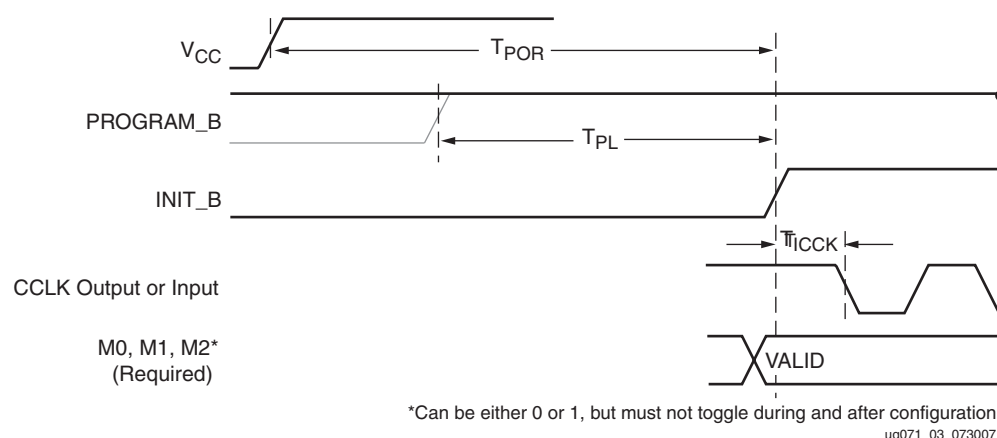 VCC
TPOR
PROGRAM_B
TPL
INIT_B
TICCK
CCLK Output or Input
M0, M1, M2*
(Required)
VALID
*Can be either 0 or 1, but must not toggle during and after configuration
ug071_03_073007